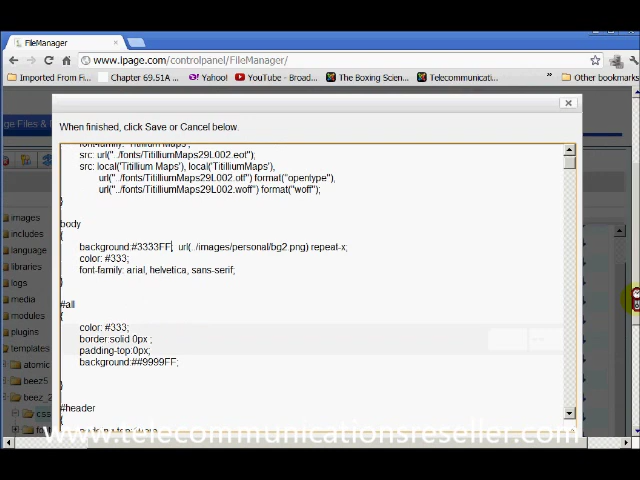 FileManager
www.ipage.com/controlpanel/FileManager/
Imported From Fi... Chapter 69.51A ... Yahoo! YouTube - Broad... The Boxing Scien... Telecommunicati... » Other bookmarks
When finished, click Save or Cancel below.
ge Files &
src: url("../fonts/TitilliumMaps29L002.eot");
src: local('Titillium Maps'), local('TitilliumMaps'),
url("../fonts/TitilliumMaps29L002.otf") format("opentype"),
url("../fonts/TitilliumMaps29L002.woff") format("woff");
}
body
{
background:#3333FF; url(../images/personal/bg2.png) repeat-x;
color: #333;
font-family: arial, helvetica, sans-serif;
}
#all
{
color: #333;
border:solid 0px ;
padding-top:0px;
background:##9999FF;
}
#header
{
images
includes
language
libraries
logs
media
modules
plugins
templates
atomic
beez5
beez_2
css
www.telecommunicationsreseller.com